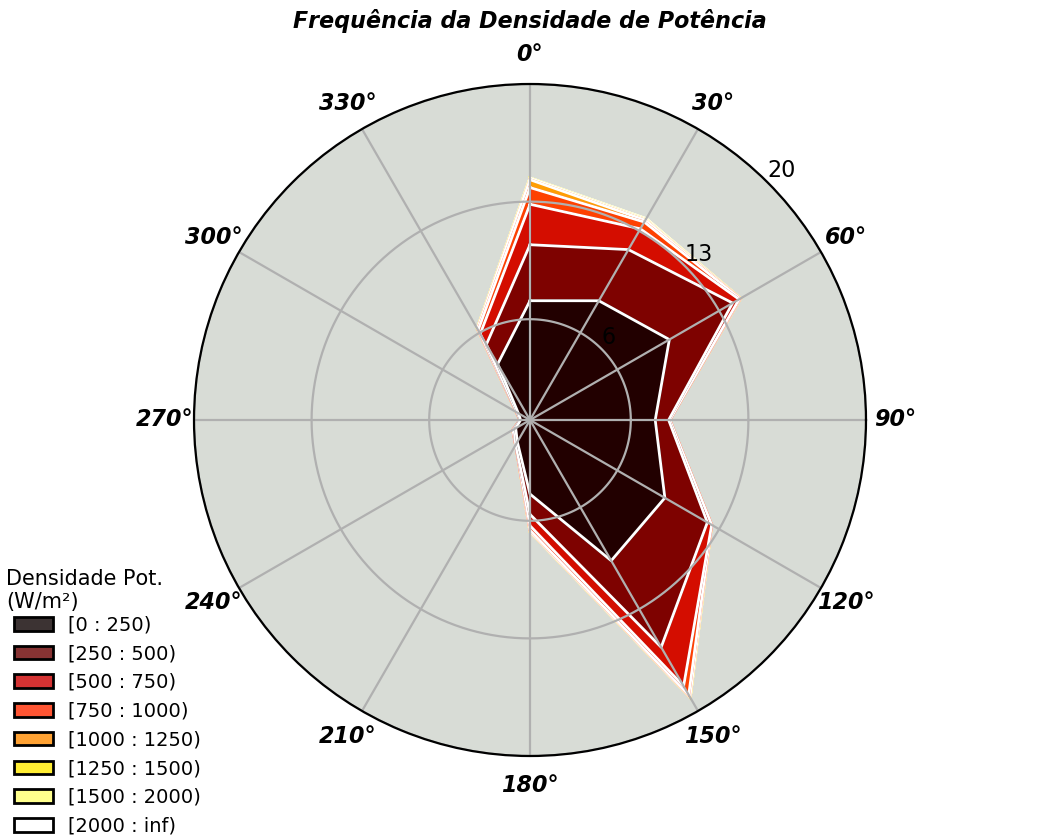 Frequência da Densidade de Potência
0°
330°
30°
20
300°
60°
13
6
270°
90°
240°
120°
210°
150°
180°
Densidade Pot.
(W/m²)
[0 : 250)
[250 : 500)
[500 : 750)
[750 : 1000)
[1000 : 1250)
[1250 : 1500)
[1500 : 2000)
[2000 : inf)